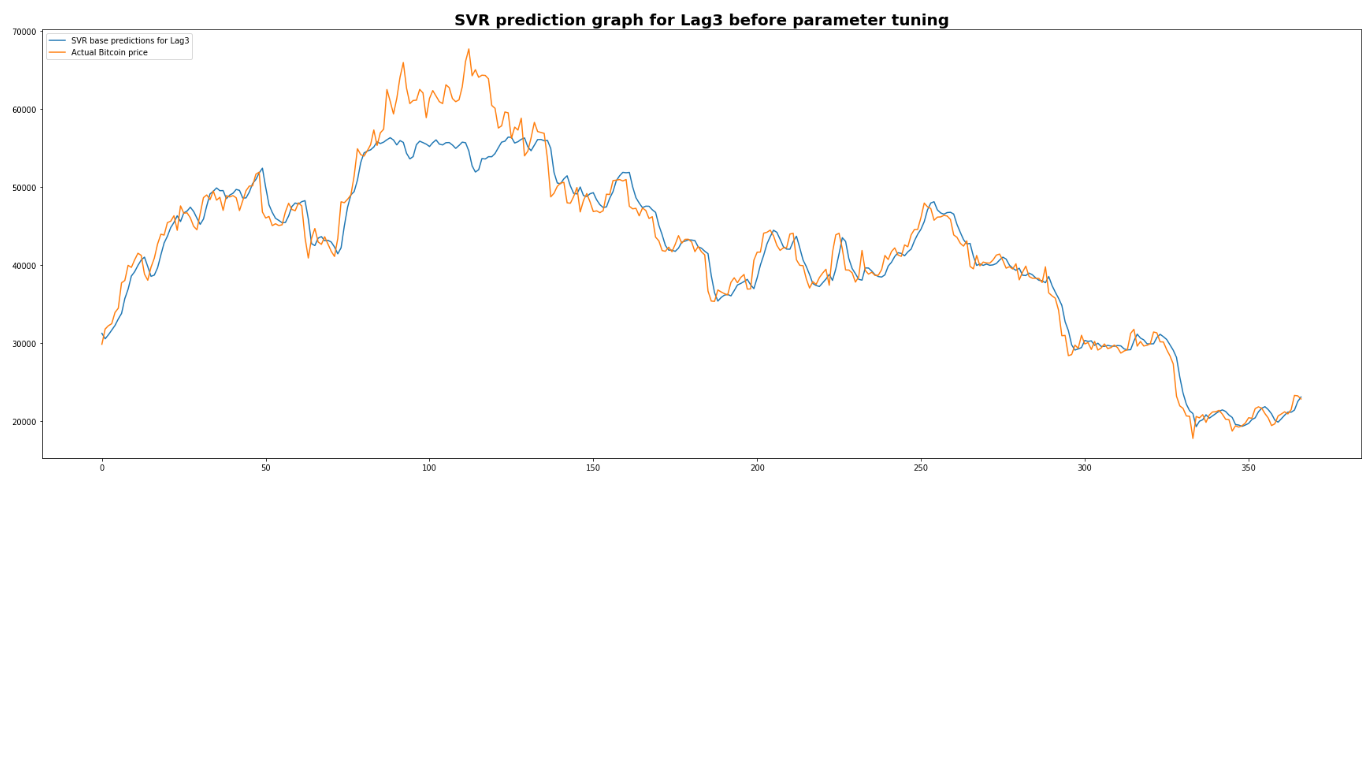 SVR prediction graph for Lag3 before parameter tuning
70000
SVR base predictions for Lag3
Actual Bitcoin price
60000
50000
40000
30000
20000
0 50 100 150 200 250 300 350